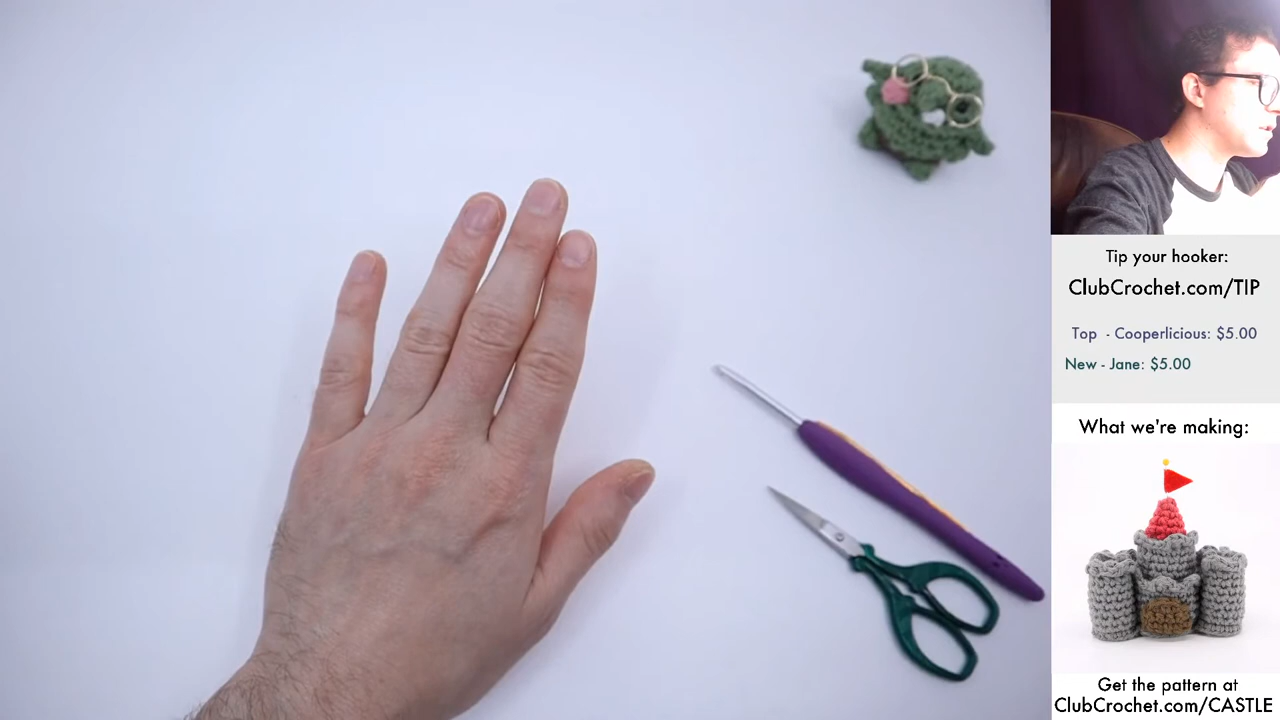 Tip your hooker:
ClubCrochet.com/TIP
Top - Cooperlicious: $5.00
New - Jane: $5.00
What we're making:
Get the pattern at
ClubCrochet.com/CASTLE